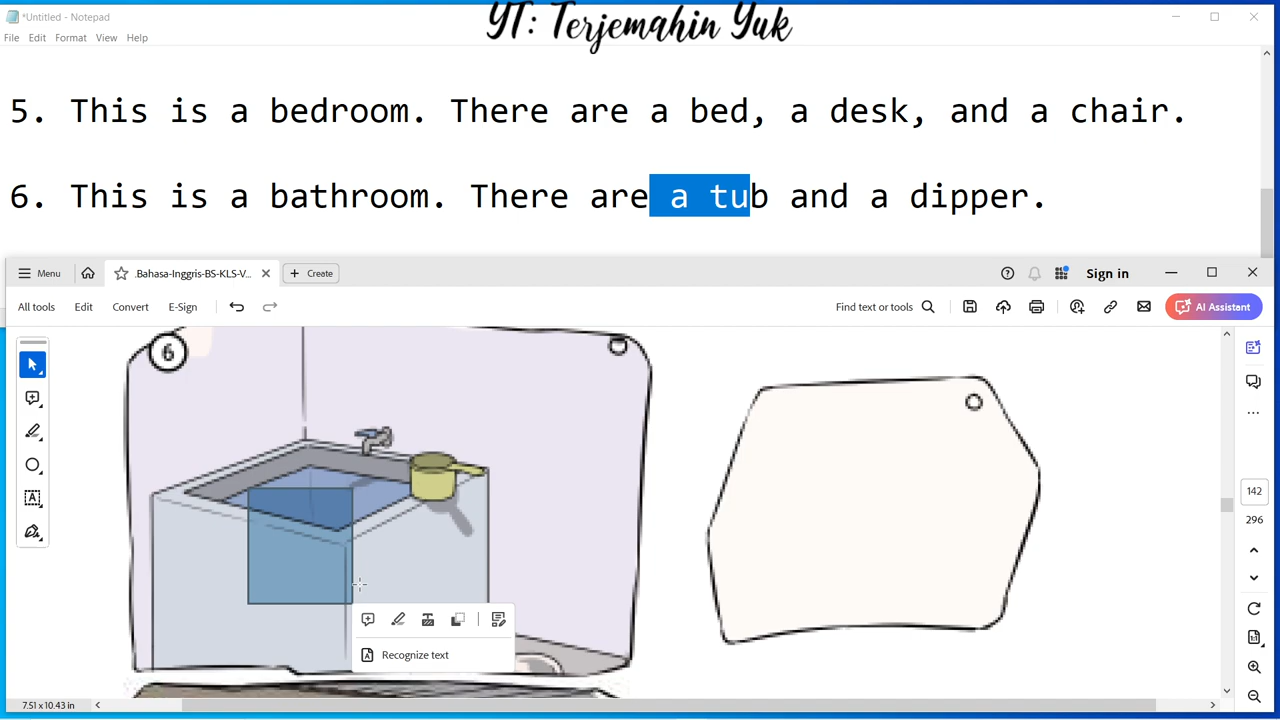 *Untitled - Notepad
YT: Terjemahin Yuk
File Edit Format View Help
5. This is a bedroom. There are a bed, a desk, and a chair.
6. This is a bathroom. There are a tub and a dipper.
Menu .Bahasa-Inggris-BS-KLS-V... Create Sign in
All tools Edit Convert E-Sign Find text or tools AI Assistant
6
142
296
Recognize text
7.51 x 10.43 in